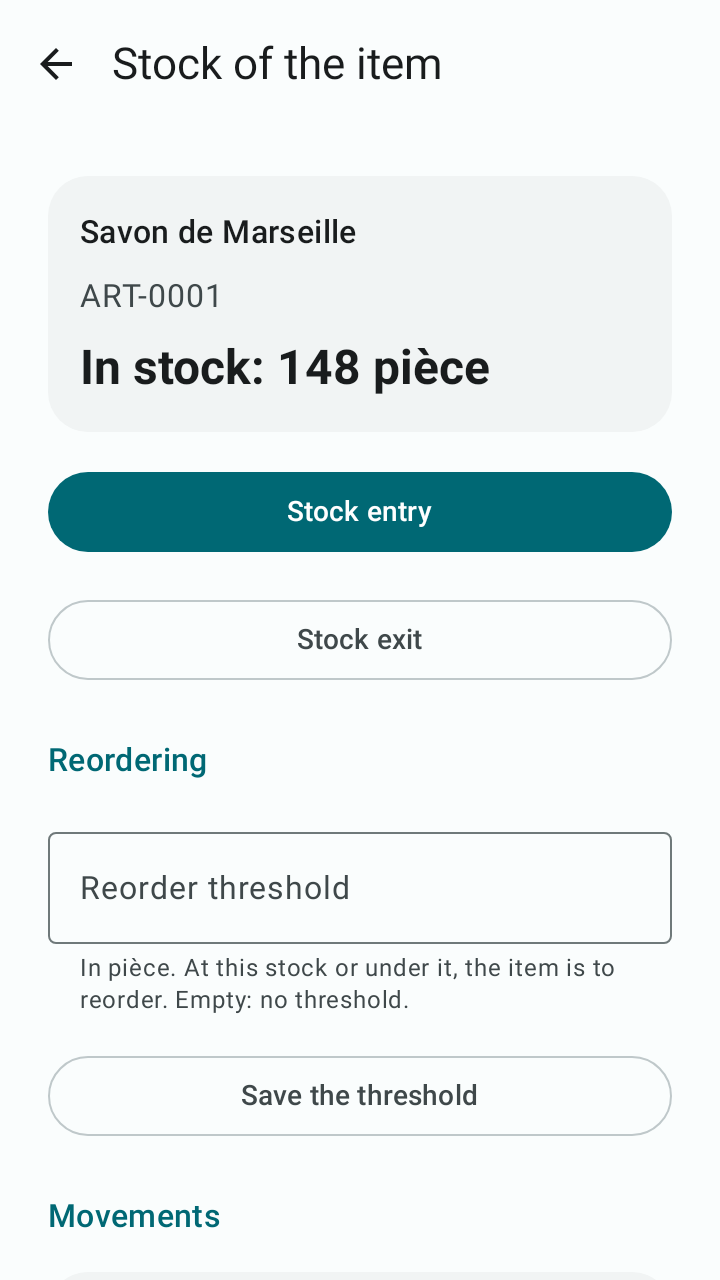 Stock of the item
Savon de Marseille
ART-0001
In stock: 148 pièce
Stock entry
Stock exit
Reordering
Reorder threshold
In pièce. At this stock or under it, the item is to
reorder. Empty: no threshold.
Save the threshold
Movements